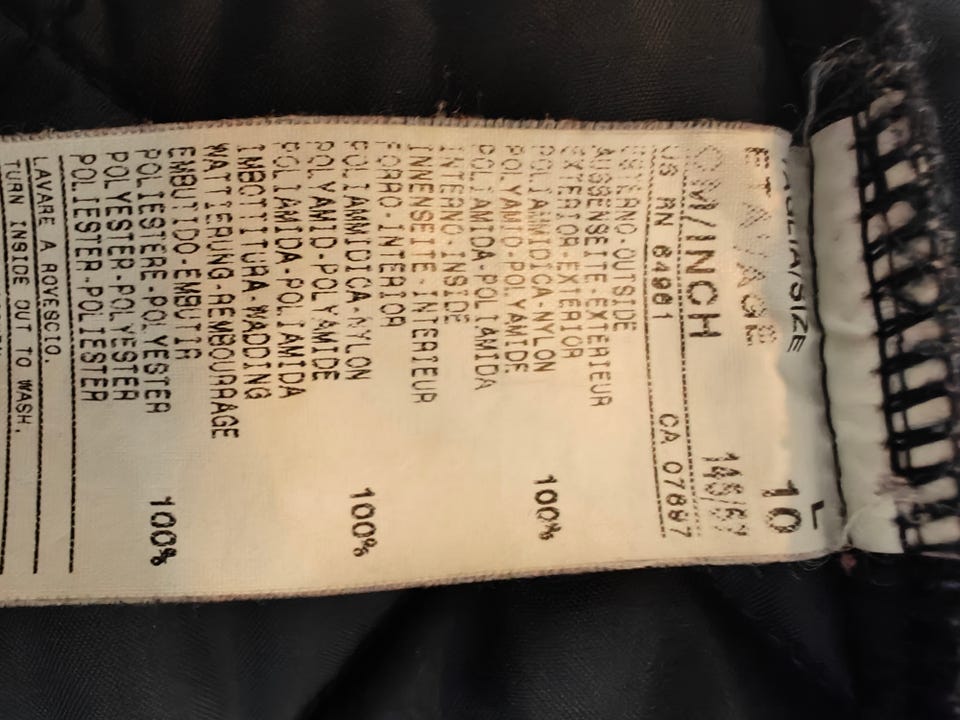 TAGLIA/SIZE L
ETA/AGE 10
CM/INCH 146/57
US RN 6498 CA 07897
ESTERNO-OUTSIDE
AUSSENSEITE-EXTERIEUR
EXTERIOR-EXTERIOR
POLIAMMIDICA-NYLON 100%
POLYAMID-POLYAMIDE
POLIAMIDA-POLIAMIDA
INTERNO-INSIDE
INNENSEITE-INTERIEUR
FORRO-INTERIOR
POLIAMMIDICA-NYLON 100%
POLYAMID-POLYAMIDE
POLIAMIDA-POLIAMIDA
IMBOTTITURA-WADDING
WATTIERUNG-REMBOURRAGE
EMBUTIDO-EMBUTIR
POLIESTERE-POLYESTER 100%
POLYESTER-POLYESTER
POLIESTER-POLIESTER
LAVARE A ROVESCIO.
TURN INSIDE OUT TO WASH.